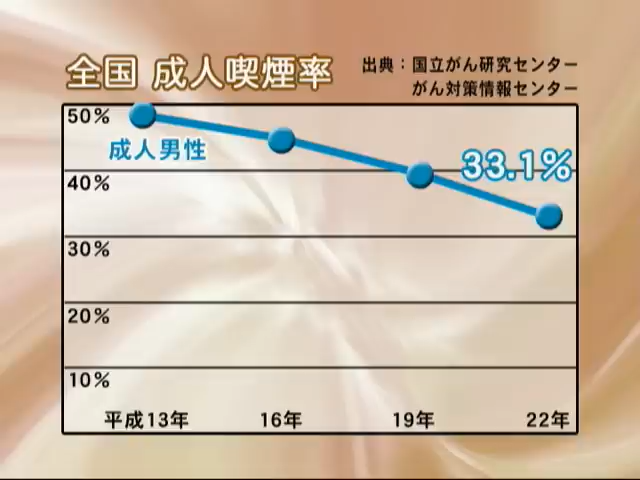 全国 成人喫煙率
出典：国立がん研究センター
がん対策情報センター
50%
成人男性
33.1%
40%
30%
20%
10%
平成13年 16年 19年 22年